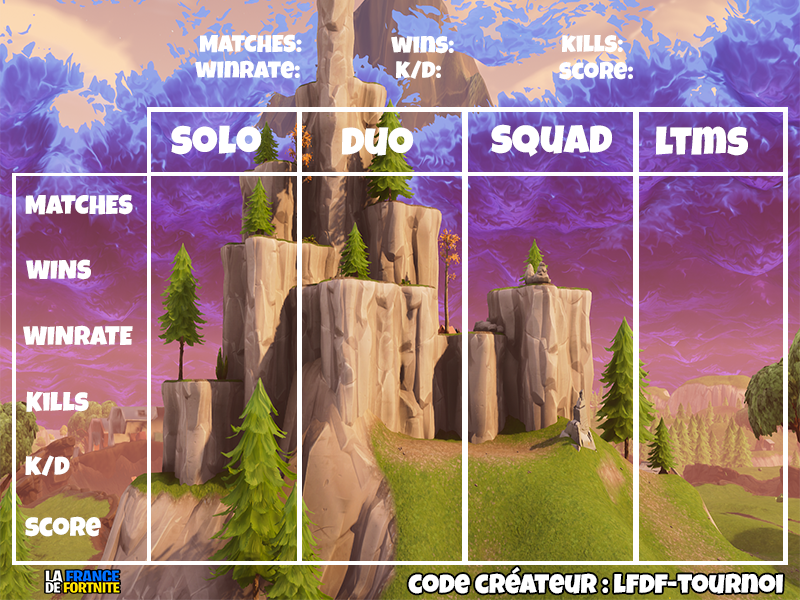 MATCHES: WINS: KILLS:
WINRATE: K/D: SCORE:
SOLO DUO SQUAD LTMS
MATCHES
WINS
WINRATE
KILLS
K/D
SCORE
LA FRANCE
DE FORTNITE
CODE CRÉATEUR : LFDF-TOURNOI